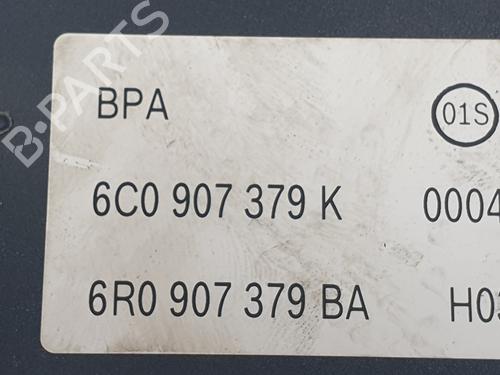 BPA 01S
6C0 907 379 K 0004
6R0 907 379 BA H03
B-PARTS